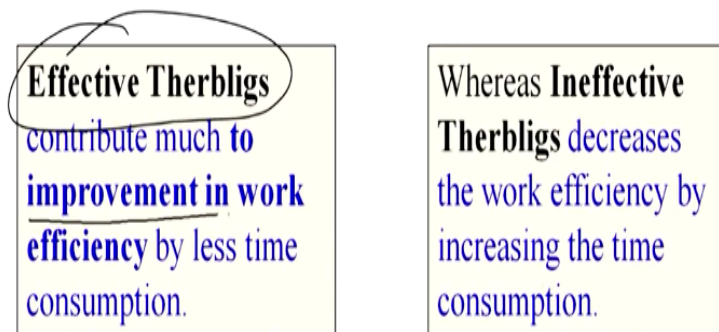 Effective Therbligs
contribute much to
improvement in work
efficiency by less time
consumption.
Whereas Ineffective
Therbligs decreases
the work efficiency by
increasing the time
consumption.